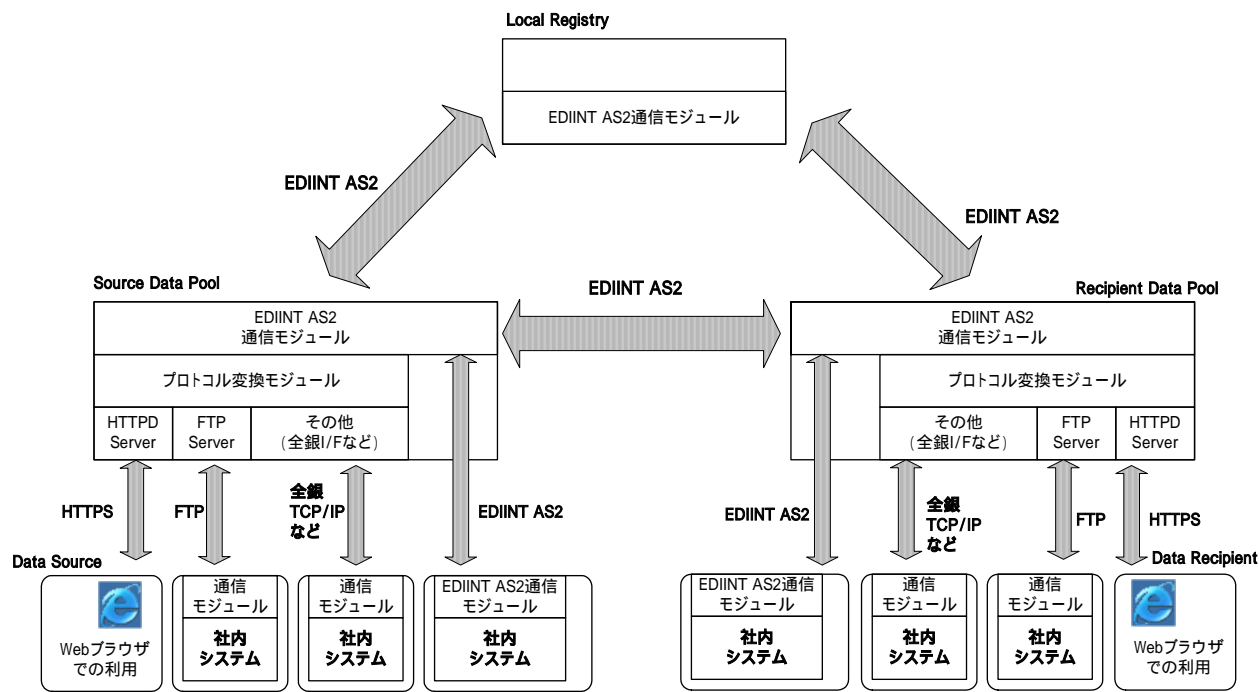 Local Registry
EDIINT AS2通信モジュール
EDIINT AS2
EDIINT AS2
EDIINT AS2
Source Data Pool
EDIINT AS2
通信モジュール
プロトコル変換モジュール
HTTPD
Server
FTP
Server
その他
(全銀I/Fなど)
Recipient Data Pool
EDIINT AS2
通信モジュール
プロトコル変換モジュール
その他
(全銀I/Fなど)
FTP
Server
HTTPD
Server
HTTPS
FTP
全銀
TCP/IP
など
EDIINT AS2
EDIINT AS2
全銀
TCP/IP
など
FTP
HTTPS
Data Source
Webブラウザ
での利用
通信
モジュール
社内
システム
通信
モジュール
社内
システム
EDIINT AS2通信
モジュール
社内
システム
Data Recipient
EDIINT AS2通信
モジュール
社内
システム
通信
モジュール
社内
システム
通信
モジュール
社内
システム
Webブラウザ
での利用